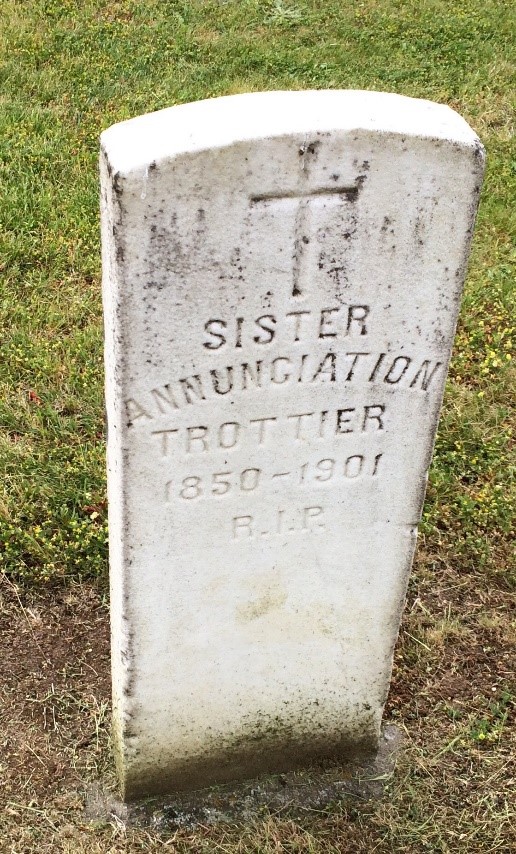 SISTER
ANNUNCIATION
TROTTIER
1850-1901
R.I.P.